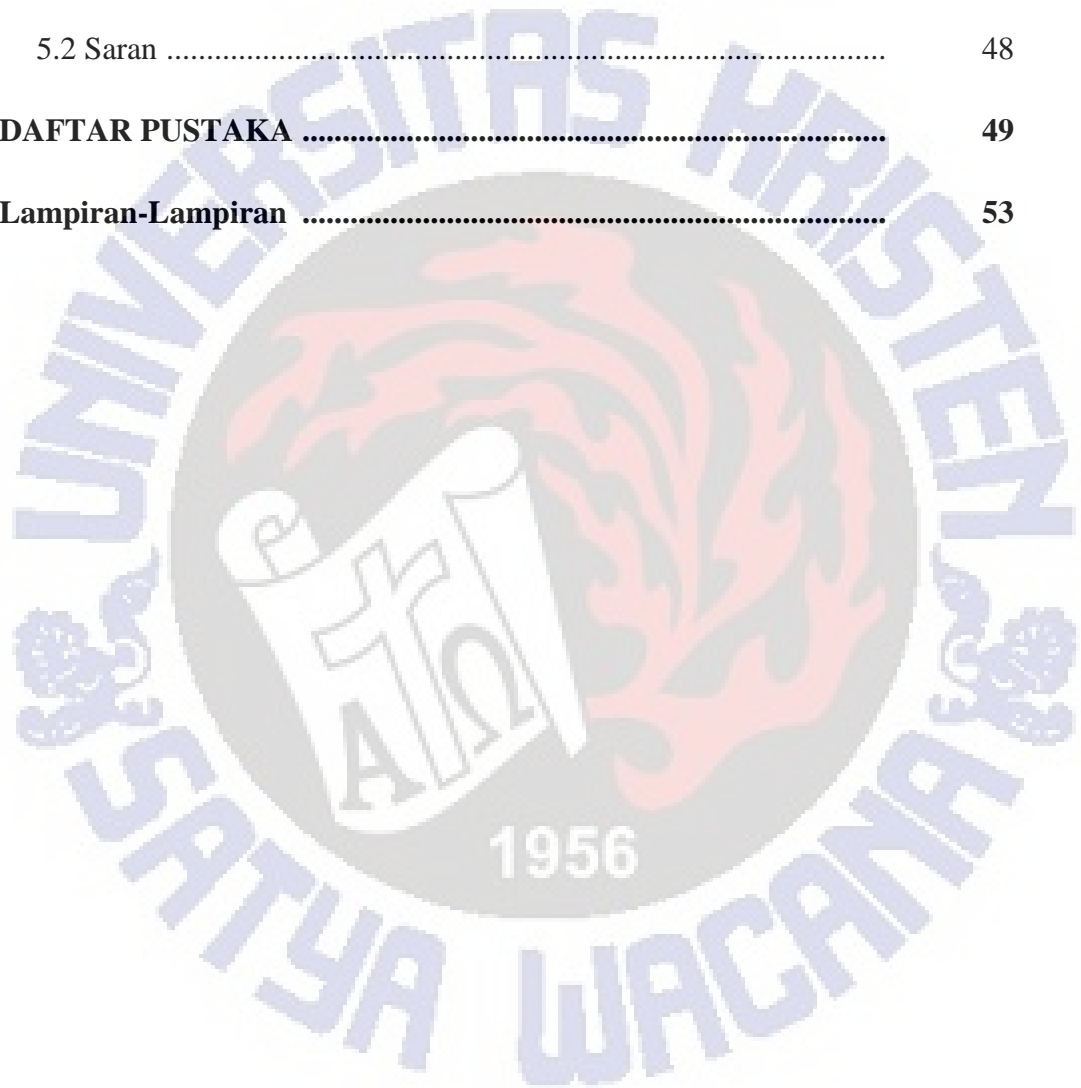 5.2 Saran ........................................................................................... 48
DAFTAR PUSTAKA .......................................................................... 49
Lampiran-Lampiran .......................................................................... 53
UNIVERSITAS KRISTEN
Α Ω
1956
SATYA WACANA